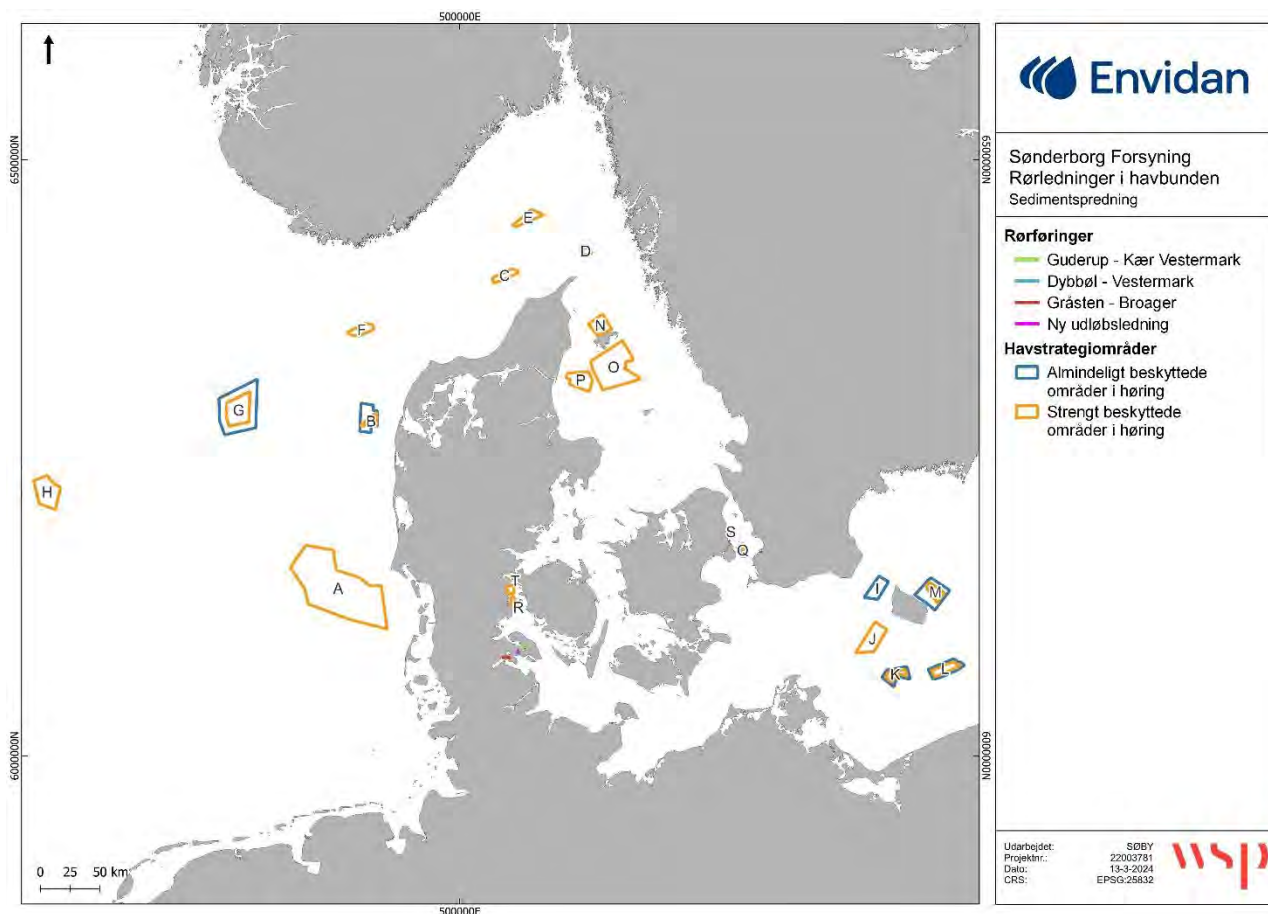 500000E
6500000N
6500000N
E
D
C
F
N
O
P
G
B
H
S
Q
A
T
R
I
M
J
K
L
6000000N
6000000N
0 25 50 km
500000E
Envidan
Sønderborg Forsyning
Rørledninger i havbunden
Sedimentspredning
Rørføringer
Guderup - Kær Vestermark
Dybbøl - Vestermark
Gråsten - Broager
Ny udløbsledning
Havstrategiområder
Almindeligt beskyttede
områder i høring
Strengt beskyttede
områder i høring
Udarbejdet: SØBY
Projektnr.: 22003781
Dato: 13-3-2024
CRS: EPSG:25832
wsp